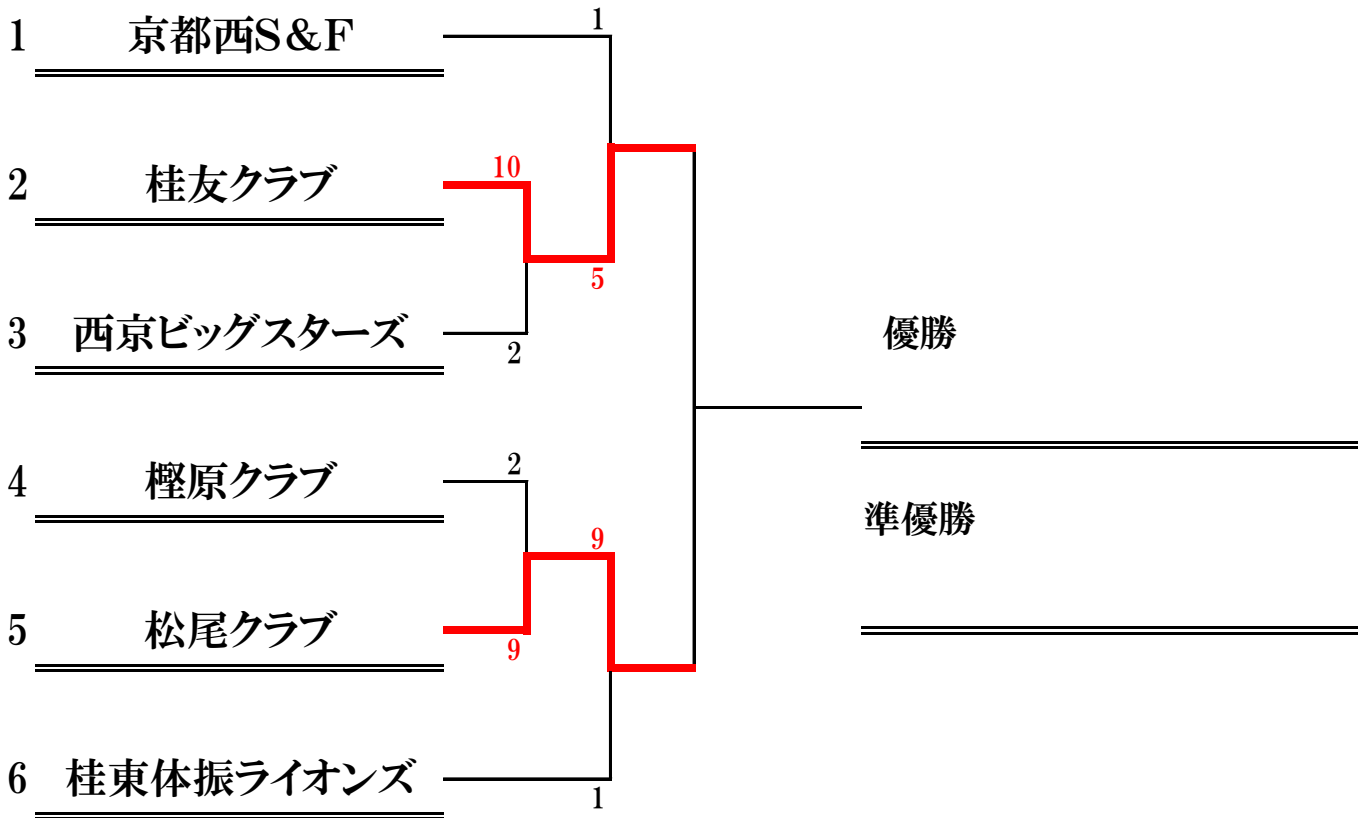 1 京都西S&F 1
2 桂友クラブ 10
5
3 西京ビッグスターズ 2
優勝
4 樫原クラブ 2
準優勝
9
5 松尾クラブ 9
6 桂東体振ライオンズ 1